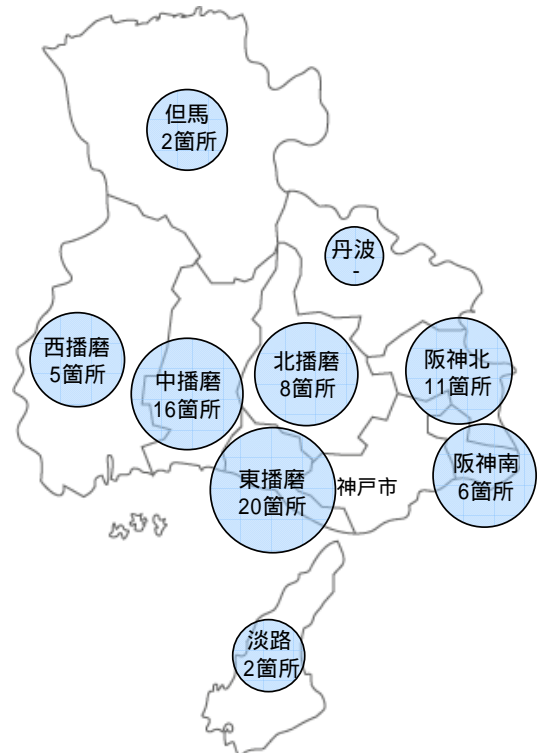 但馬
2箇所
丹波
-
西播磨
5箇所
中播磨
16箇所
北播磨
8箇所
阪神北
11箇所
東播磨
20箇所
神戸市
阪神南
6箇所
淡路
2箇所